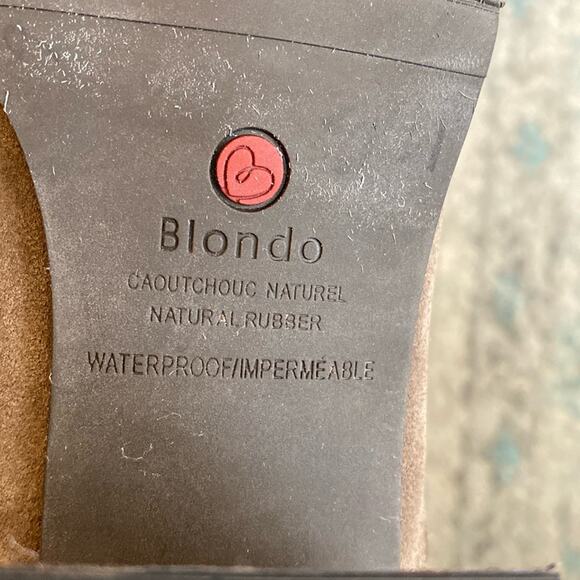 Blondo
CAOUTCHOUC NATUREL
NATURAL RUBBER
WATERPROOF/IMPERMÉABLE